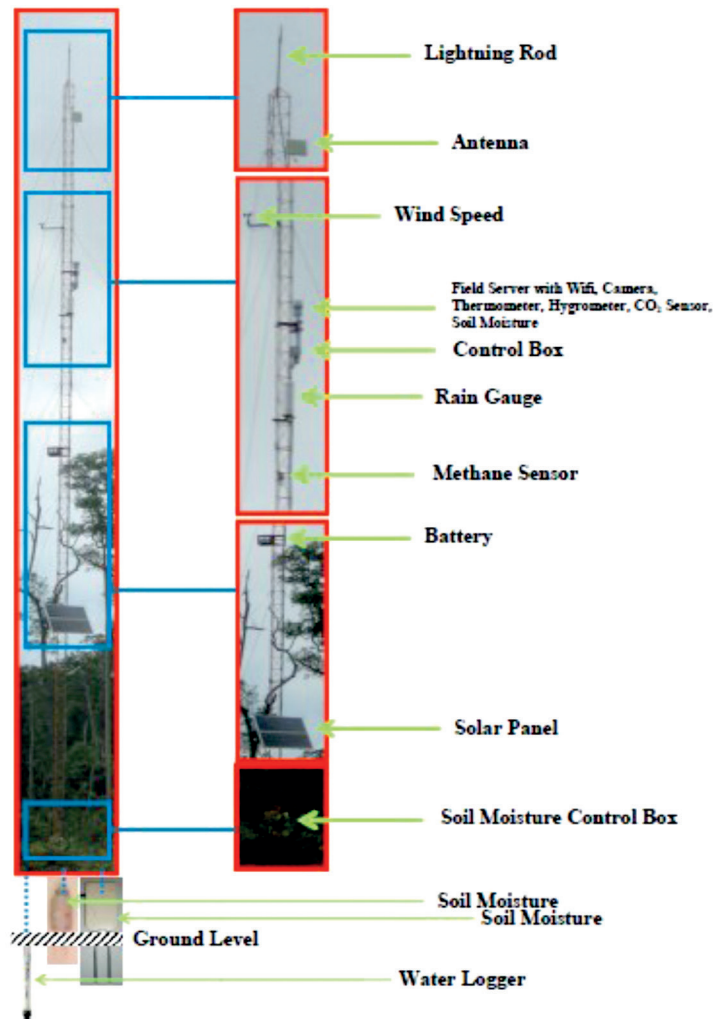 Lightning Rod
Antenna
Wind Speed
Field Server with Wifi, Camera,
Thermometer, Hygrometer, CO₂ Sensor,
Soil Moisture
Control Box
Rain Gauge
Methane Sensor
Battery
Solar Panel
Soil Moisture Control Box
Soil Moisture
Soil Moisture
Ground Level
Water Logger